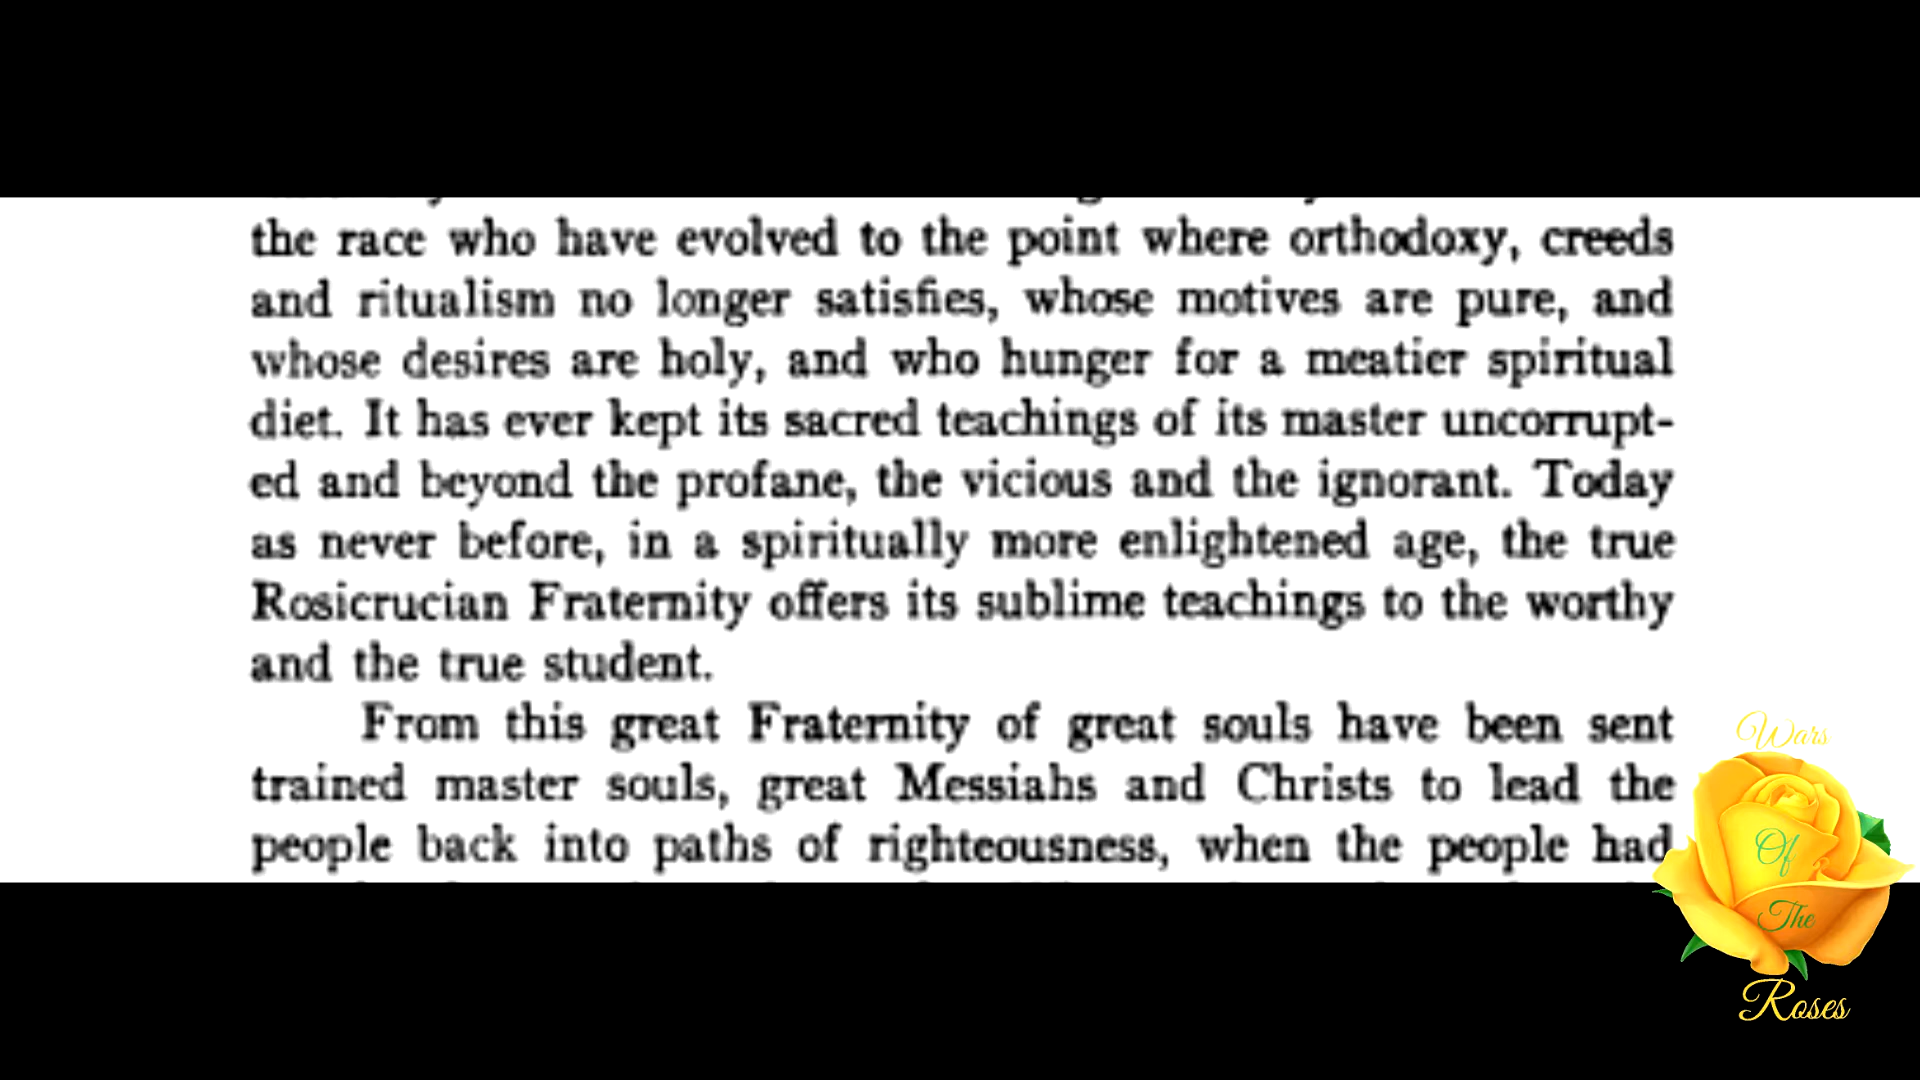 the race who have evolved to the point where orthodoxy, creeds
and ritualism no longer satisfies, whose motives are pure, and
whose desires are holy, and who hunger for a meatier spiritual
diet. It has ever kept its sacred teachings of its master uncorrupt-
ed and beyond the profane, the vicious and the ignorant. Today
as never before, in a spiritually more enlightened age, the true
Rosicrucian Fraternity offers its sublime teachings to the worthy
and the true student.
From this great Fraternity of great souls have been sent
trained master souls, great Messiahs and Christs to lead the
people back into paths of righteousness, when the people had
Wars
Of
The
Roses